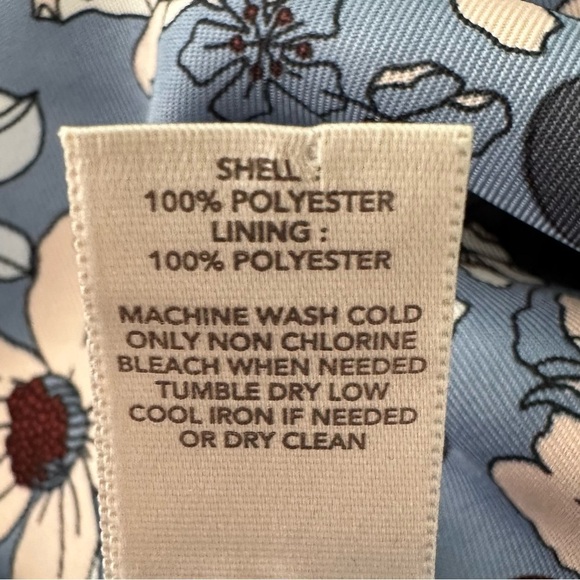 SHELL :
100% POLYESTER
LINING :
100% POLYESTER
MACHINE WASH COLD
ONLY NON CHLORINE
BLEACH WHEN NEEDED
TUMBLE DRY LOW
COOL IRON IF NEEDED
OR DRY CLEAN